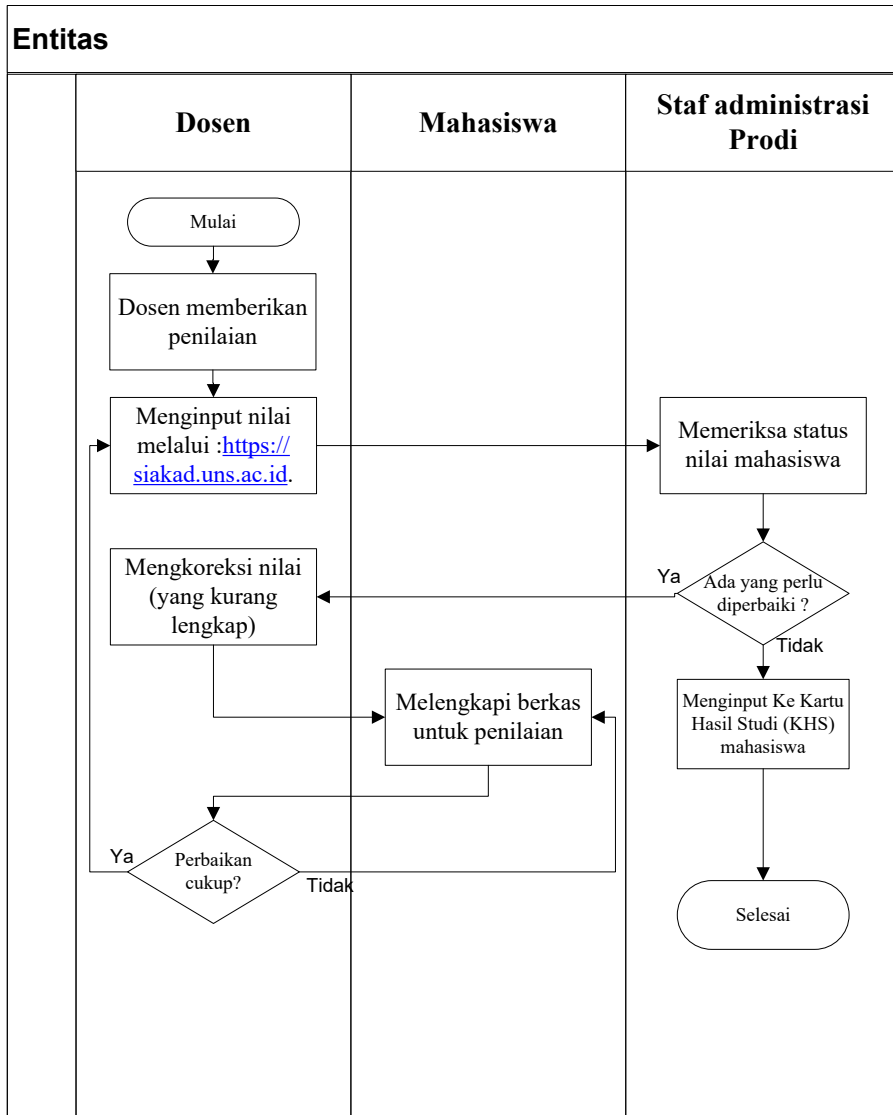 Entitas
Dosen
Mahasiswa
Staf administrasi
Prodi
Mulai
Dosen memberikan
penilaian
Menginput nilai
melalui :https://
siakad.uns.ac.id.
Memeriksa status
nilai mahasiswa
Mengkoreksi nilai
(yang kurang
lengkap)
Ya
Ada yang perlu
diperbaiki ?
Tidak
Melengkapi berkas
untuk penilaian
Menginput Ke Kartu
Hasil Studi (KHS)
mahasiswa
Ya
Perbaikan
cukup?
Tidak
Selesai